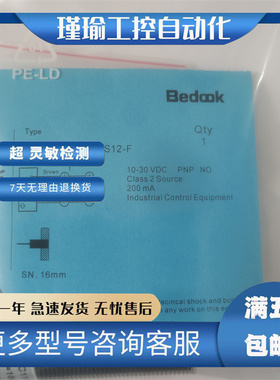 瑾瑜工控自动化
PE-LD
Bedook
Type
Qty
1
S12-F
超 灵敏检测
Brown
10-30 VDC PNP NO
Class 2 Source
200 mA
Industrial Control Equipment
7天无理由退换货
SN. 16mm
一年 急速发货 无忧售后
满五
更多型号咨询客服
包邮